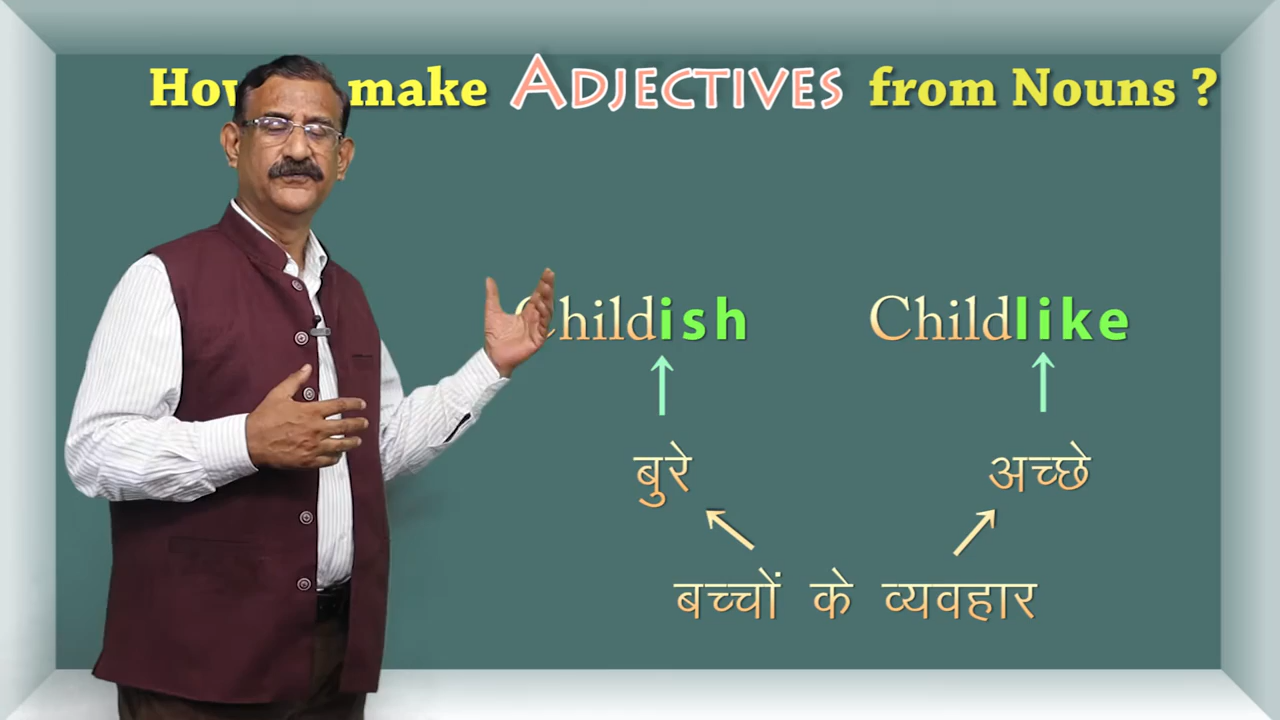 How make ADJECTIVES from Nouns ?
Childish Childlike
बुरे अच्छे
बच्चों के व्यवहार